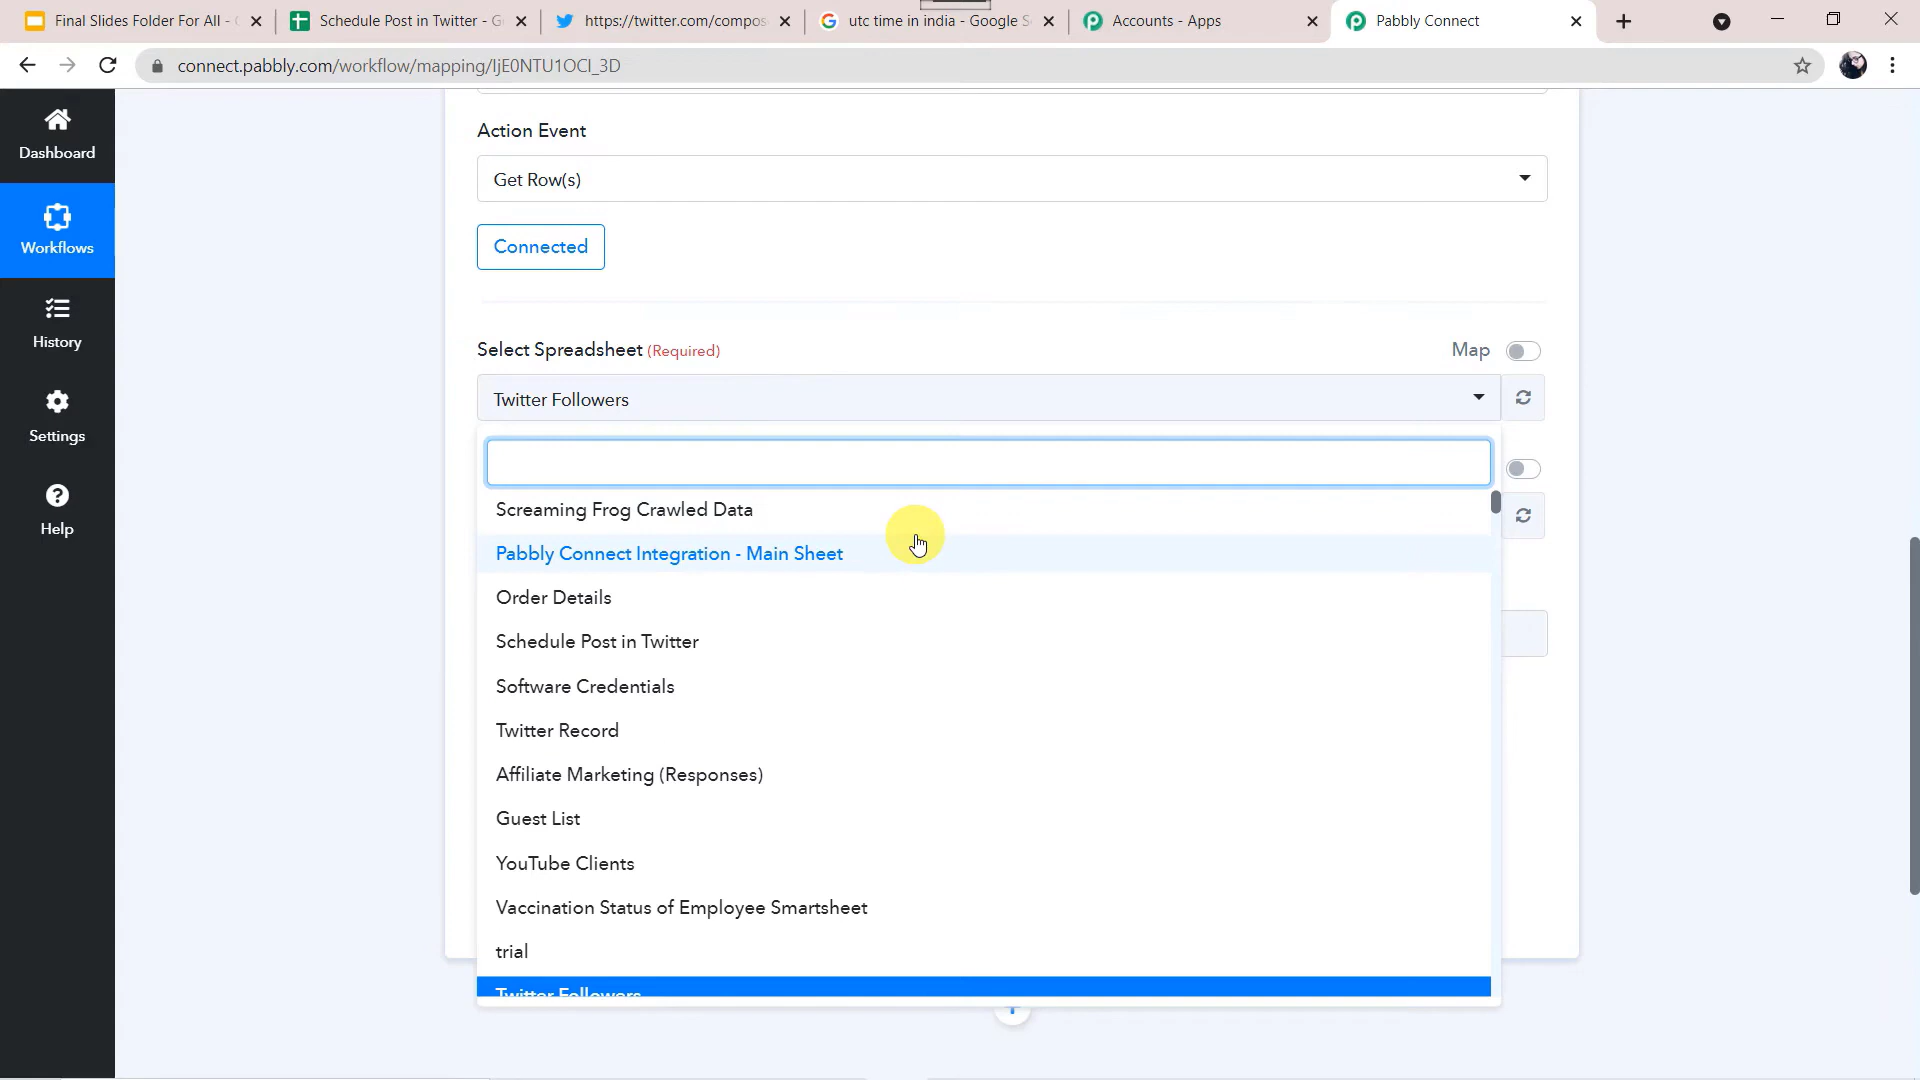 Final Slides Folder For All -
Schedule Post in Twitter - G
https://twitter.com/compos
utc time in india - Google S
Accounts - Apps
Pabbly Connect
connect.pabbly.com/workflow/mapping/IjE0NTU1OCI_3D
Dashboard
Workflows
History
Settings
Help
Action Event
Get Row(s)
Connected
Select Spreadsheet (Required)
Map
Twitter Followers
Screaming Frog Crawled Data
Pabbly Connect Integration - Main Sheet
Order Details
Schedule Post in Twitter
Software Credentials
Twitter Record
Affiliate Marketing (Responses)
Guest List
YouTube Clients
Vaccination Status of Employee Smartsheet
trial
Twitter Followers